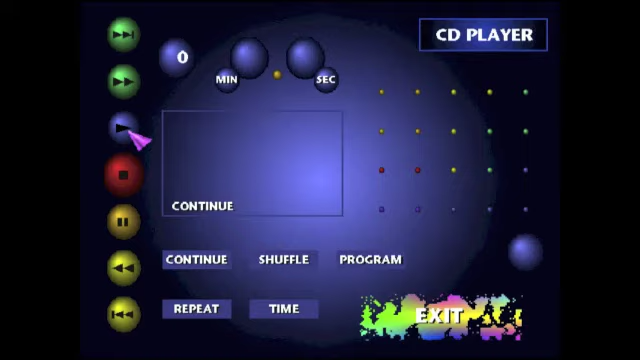 CD PLAYER
0
MIN
SEC
CONTINUE
CONTINUE SHUFFLE PROGRAM
REPEAT TIME
EXIT